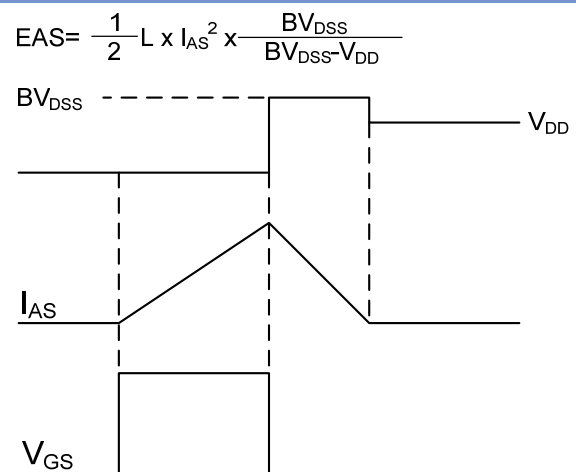 EAS= 1/2 L x IAS² x BVDSS/BVDSS-VDD
BVDSS
VDD
IAS
VGS